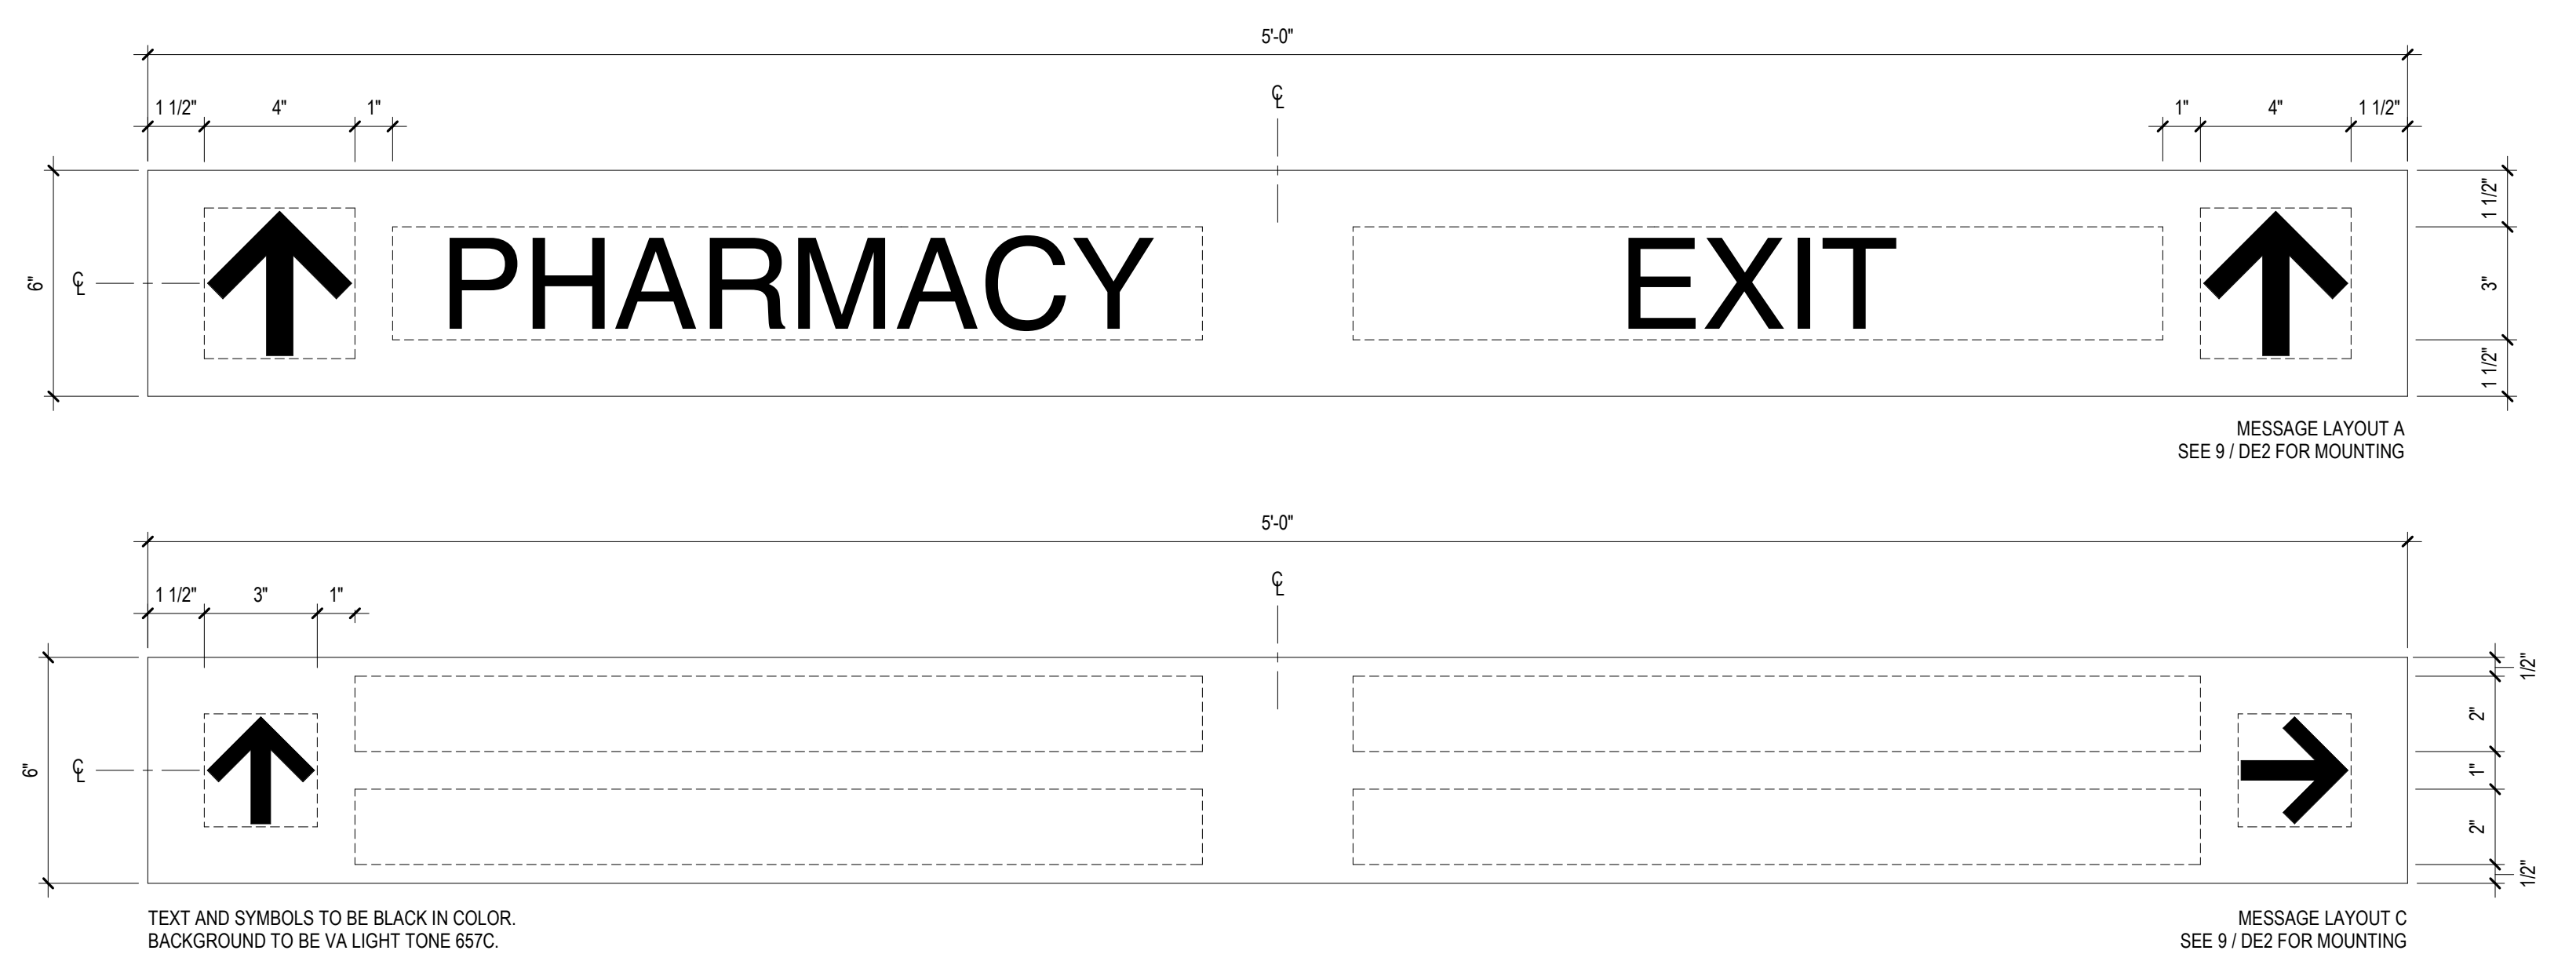 5'-0"
℄
1 1/2" 4" 1" 1" 4" 1 1/2"
6" ℄ PHARMACY EXIT 1 1/2" 3" 1 1/2"
MESSAGE LAYOUT A
SEE 9 / DE2 FOR MOUNTING
5'-0"
℄
1 1/2" 3" 1"
6" ℄ 1/2" 2" 1" 2" 1/2"
TEXT AND SYMBOLS TO BE BLACK IN COLOR.
BACKGROUND TO BE VA LIGHT TONE 657C.
MESSAGE LAYOUT C
SEE 9 / DE2 FOR MOUNTING